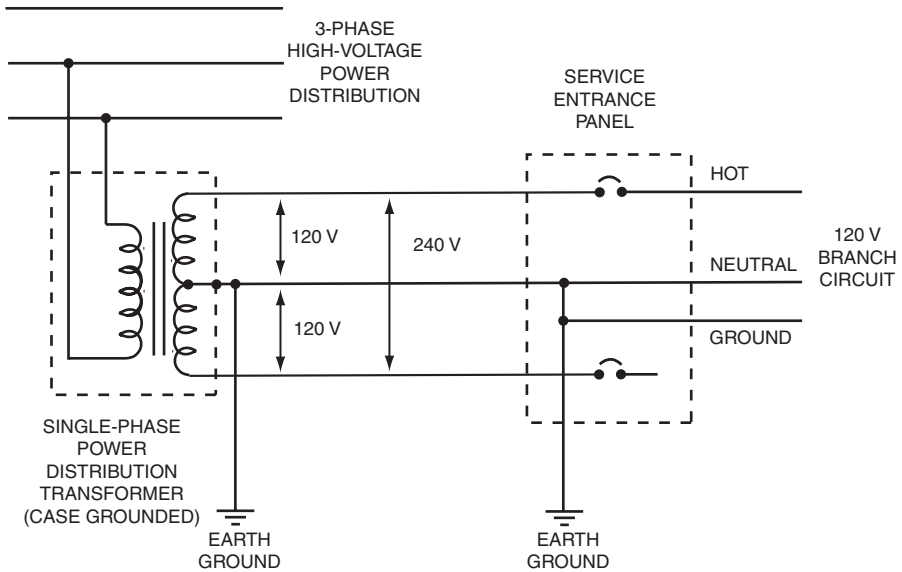 3-PHASE
HIGH-VOLTAGE
POWER
DISTRIBUTION
SERVICE
ENTRANCE
PANEL
HOT
120 V
240 V
120 V
BRANCH
CIRCUIT
NEUTRAL
120 V
GROUND
SINGLE-PHASE
POWER
DISTRIBUTION
TRANSFORMER
(CASE GROUNDED)
EARTH
GROUND
EARTH
GROUND